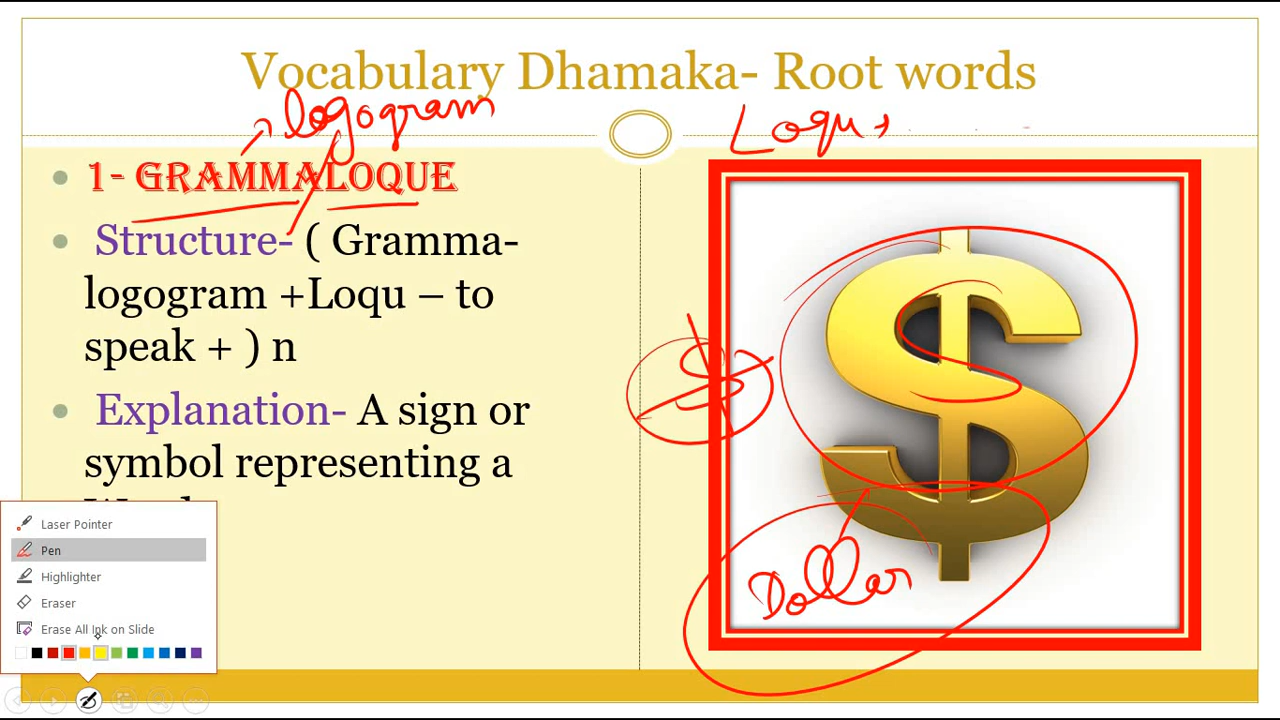 Vocabulary Dhamaka- Root words
logogram
Loqu
1- GRAMMALOQUE
Structure- ( Gramma-
logogram +Loqu – to
speak + ) n
Explanation- A sign or
symbol representing a
Dollar
Laser Pointer
Pen
Highlighter
Eraser
Erase All Ink on Slide